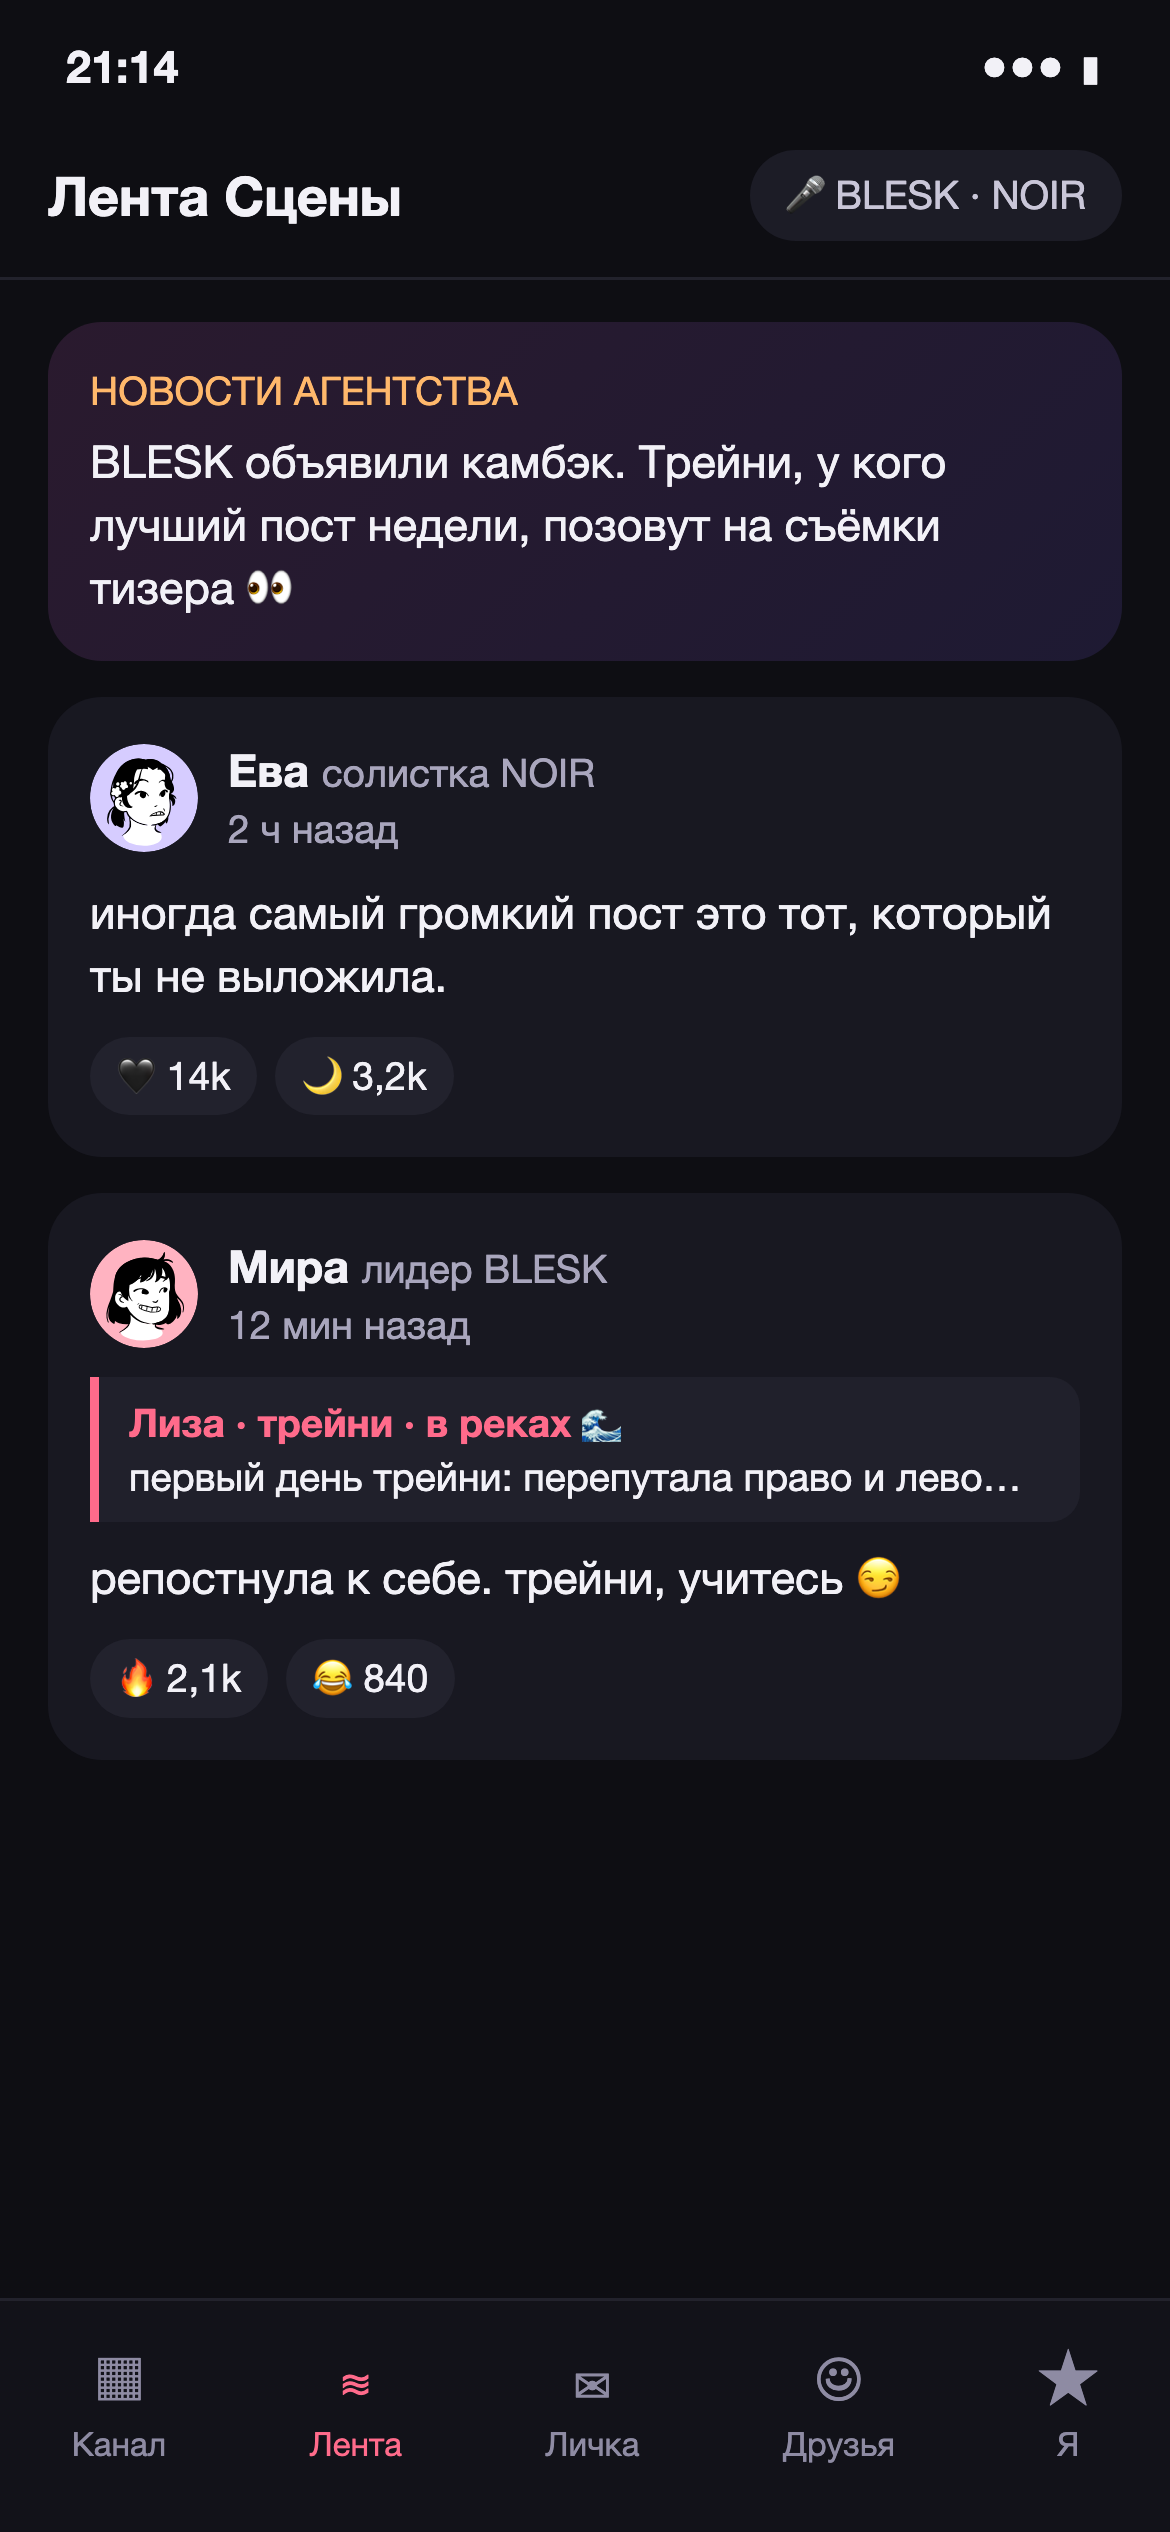 21:14
Лента Сцены
🎤 BLESK · NOIR
НОВОСТИ АГЕНТСТВА
BLESK объявили камбэк. Трейни, у кого
лучший пост недели, позовут на съёмки
тизера 👀
Ева солистка NOIR
2 ч назад
иногда самый громкий пост это тот, который
ты не выложила.
🖤 14k 🌙 3,2k
Мира лидер BLESK
12 мин назад
Лиза · трейни · в реках 🌊
первый день трейни: перепутала право и лево...
репостнула к себе. трейни, учитесь 😏
🔥 2,1k 😂 840
Канал Лента Личка Друзья Я